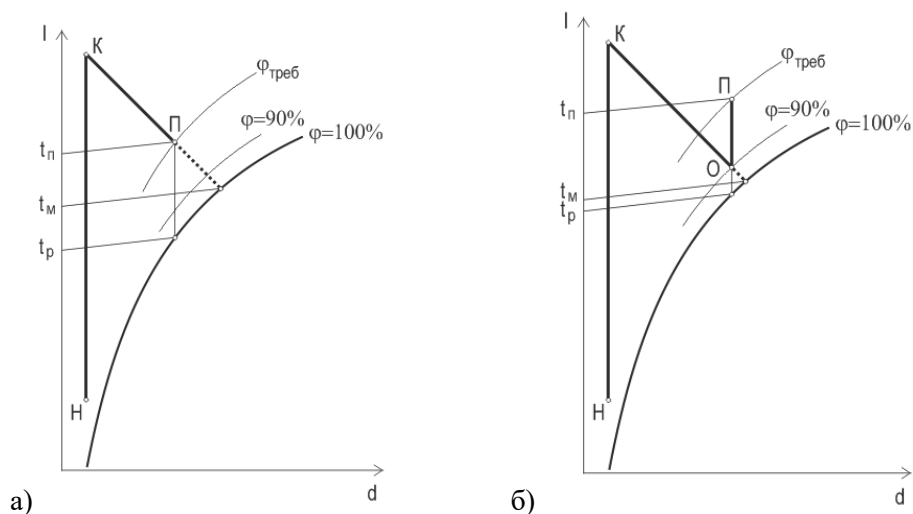 I
К
φтреб
П
φ=90%
φ=100%
tп
tм
tр
Н
d
а)
I
К
φтреб
П
φ=90%
φ=100%
tп
О
tм
tр
Н
d
б)